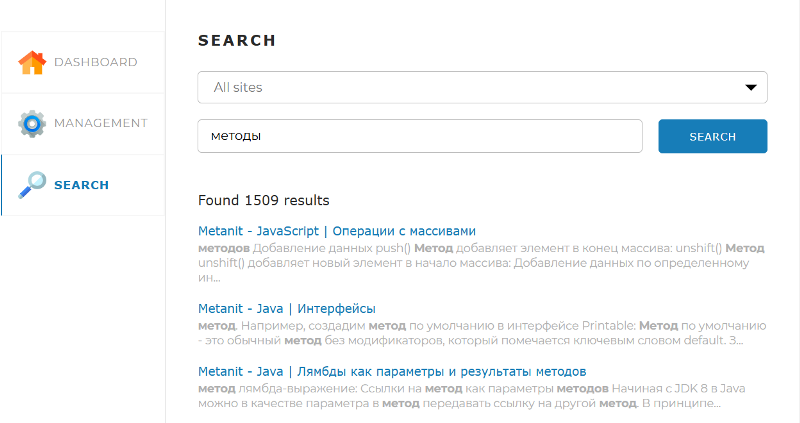 SEARCH
DASHBOARD
All sites
MANAGEMENT
методы
SEARCH
SEARCH
Found 1509 results
Metanit - JavaScript | Операции с массивами
методов Добавление данных push() Метод добавляет элемент в конец массива: unshift() Метод
unshift() добавляет новый элемент в начало массива: Добавление данных по определенному
ин...
Metanit - Java | Интерфейсы
метод. Например, создадим метод по умолчанию в интерфейсе Printable: Метод по умолчанию
- это обычный метод без модификаторов, который помечается ключевым словом default. З...
Metanit - Java | Лямбды как параметры и результаты методов
метод лямбда-выражение: Ссылки на метод как параметры методов Начиная с JDK 8 в Java
можно в качестве параметра в метод передавать ссылку на другой метод. В принципе...